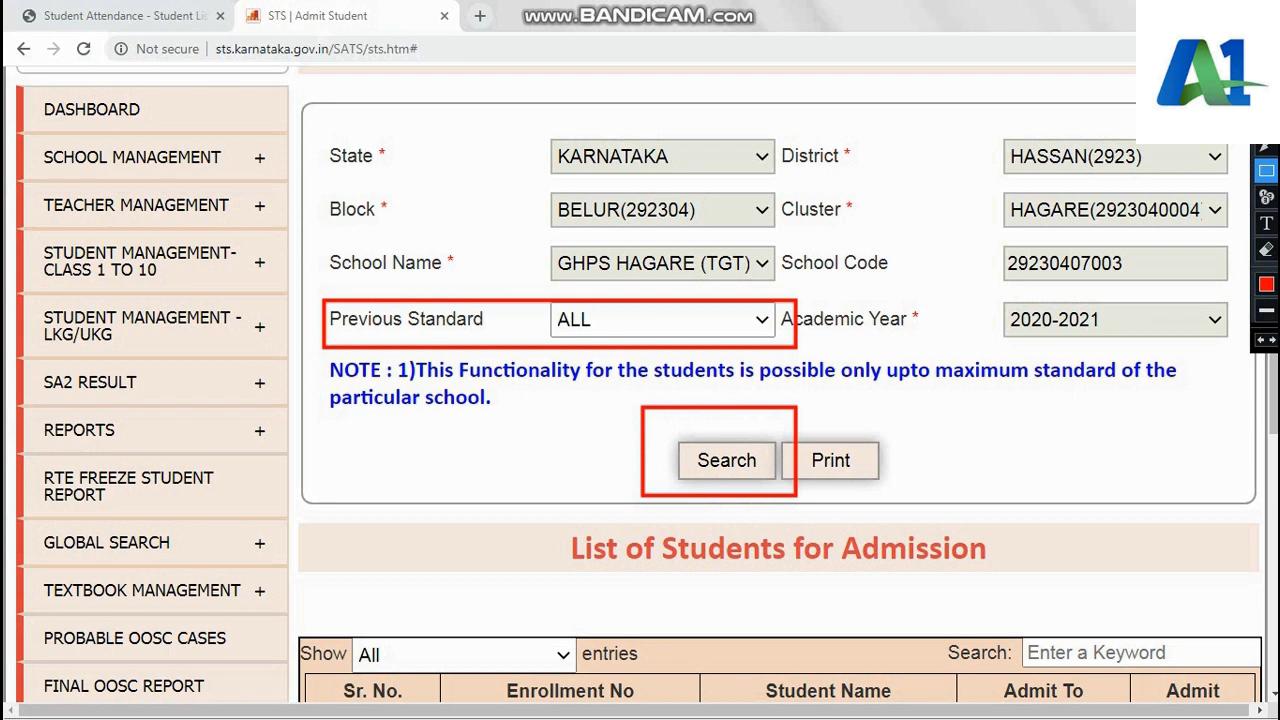 Student Attendance - Student Li
STS | Admit Student
www.BANDICAM.com
Not secure
sts.karnataka.gov.in/SATS/sts.htm#
A1
DASHBOARD
SCHOOL MANAGEMENT +
TEACHER MANAGEMENT +
STUDENT MANAGEMENT-
CLASS 1 TO 10 +
STUDENT MANAGEMENT -
LKG/UKG +
SA2 RESULT +
REPORTS +
RTE FREEZE STUDENT
REPORT
GLOBAL SEARCH +
TEXTBOOK MANAGEMENT +
PROBABLE OOSC CASES
FINAL OOSC REPORT
State * KARNATAKA District * HASSAN(2923)
Block * BELUR(292304) Cluster * HAGARE(2923040004)
School Name * GHPS HAGARE (TGT) School Code 29230407003
Previous Standard ALL Academic Year * 2020-2021
NOTE : 1)This Functionality for the students is possible only upto maximum standard of the
particular school.
Search Print
List of Students for Admission
Show All entries Search: Enter a Keyword
Sr. No. Enrollment No Student Name Admit To Admit